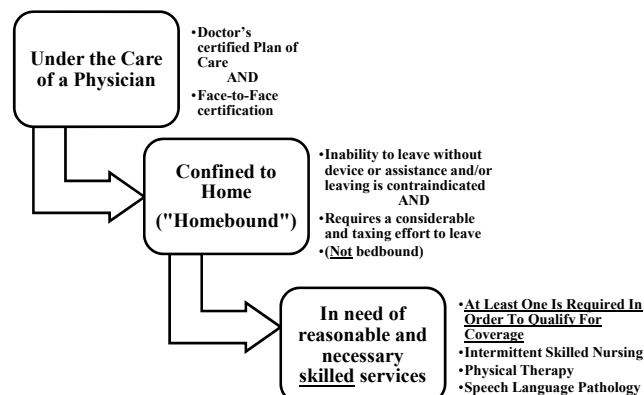 Under the Care
of a Physician
•Doctor's
certified Plan of
Care
AND
•Face-to-Face
certification
Confined to
Home
("Homebound")
•Inability to leave without
device or assistance and/or
leaving is contraindicated
AND
•Requires a considerable
and taxing effort to leave
•(Not bedbound)
In need of
reasonable and
necessary
skilled services
•At Least One Is Required In
Order To Qualify For
Coverage
•Intermittent Skilled Nursing
•Physical Therapy
•Speech Language Pathology